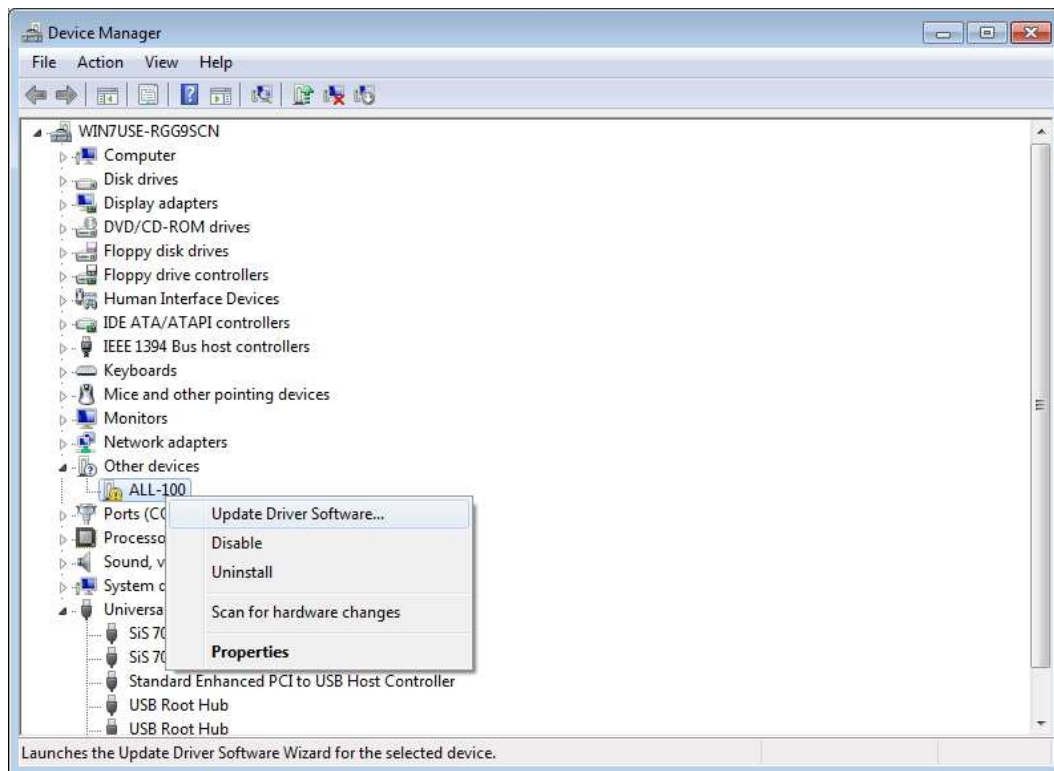 Device Manager
File Action View Help
WIN7USE-RGG9SCN
Computer
Disk drives
Display adapters
DVD/CD-ROM drives
Floppy disk drives
Floppy drive controllers
Human Interface Devices
IDE ATA/ATAPI controllers
IEEE 1394 Bus host controllers
Keyboards
Mice and other pointing devices
Monitors
Network adapters
Other devices
ALL-100
Ports (CO
Processo
Sound, v
System d
Universa
SiS 70
SiS 70
Standard Enhanced PCI to USB Host Controller
USB Root Hub
USB Root Hub
Update Driver Software...
Disable
Uninstall
Scan for hardware changes
Properties
Launches the Update Driver Software Wizard for the selected device.